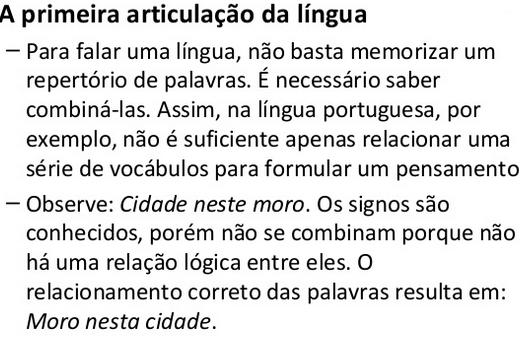 A primeira articulação da língua
– Para falar uma língua, não basta memorizar um
repertório de palavras. É necessário saber
combiná-las. Assim, na língua portuguesa, por
exemplo, não é suficiente apenas relacionar uma
série de vocábulos para formular um pensamento
– Observe: Cidade neste moro. Os signos são
conhecidos, porém não se combinam porque não
há uma relação lógica entre eles. O
relacionamento correto das palavras resulta em:
Moro nesta cidade.